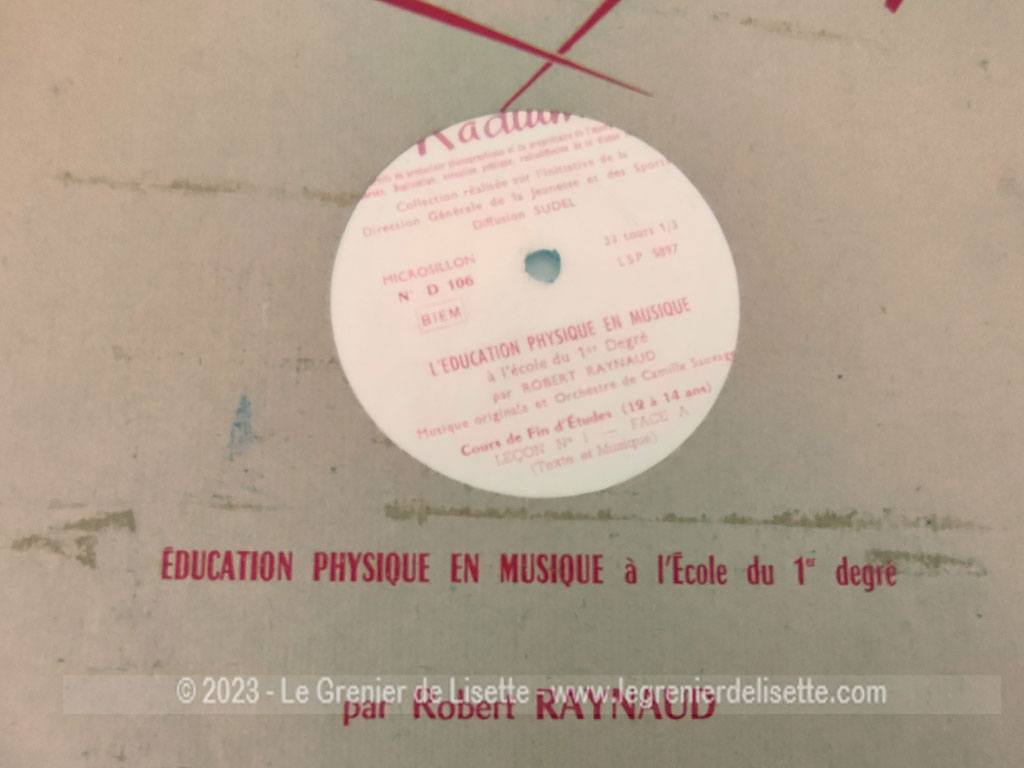 Radium
Collection réalisée sur l'initiative de la
Direction Générale de la Jeunesse et des Sports
Diffusion SUDEL
MICROSILLON
N° D 106
BIEM
33 tours 1/3
LSP 5897
L'EDUCATION PHYSIQUE EN MUSIQUE
à l'école du 1er Degré
par ROBERT RAYNAUD
Musique originale et Orchestre de Camille Sauvage
Cours de Fin d'Études (12 à 14 ans)
LEÇON N° 1 — FACE A
(Texte et Musique)
ÉDUCATION PHYSIQUE EN MUSIQUE à l'École du 1er degré
© 2023 - Le Grenier de Lisette - www.legrenierdelisette.com
par Robert RAYNAUD